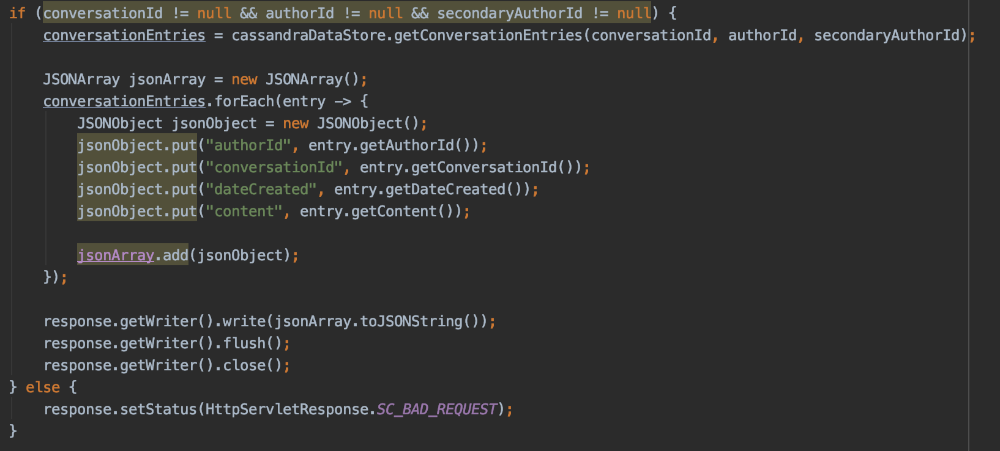 if (conversationId != null && authorId != null && secondaryAuthorId != null) {
    conversationEntries = cassandraDataStore.getConversationEntries(conversationId, authorId, secondaryAuthorId);

    JSONArray jsonArray = new JSONArray();
    conversationEntries.forEach(entry -> {
        JSONObject jsonObject = new JSONObject();
        jsonObject.put("authorId", entry.getAuthorId());
        jsonObject.put("conversationId", entry.getConversationId());
        jsonObject.put("dateCreated", entry.getDateCreated());
        jsonObject.put("content", entry.getContent());

        jsonArray.add(jsonObject);
    });

    response.getWriter().write(jsonArray.toJSONString());
    response.getWriter().flush();
    response.getWriter().close();
} else {
    response.setStatus(HttpServletResponse.SC_BAD_REQUEST);
}